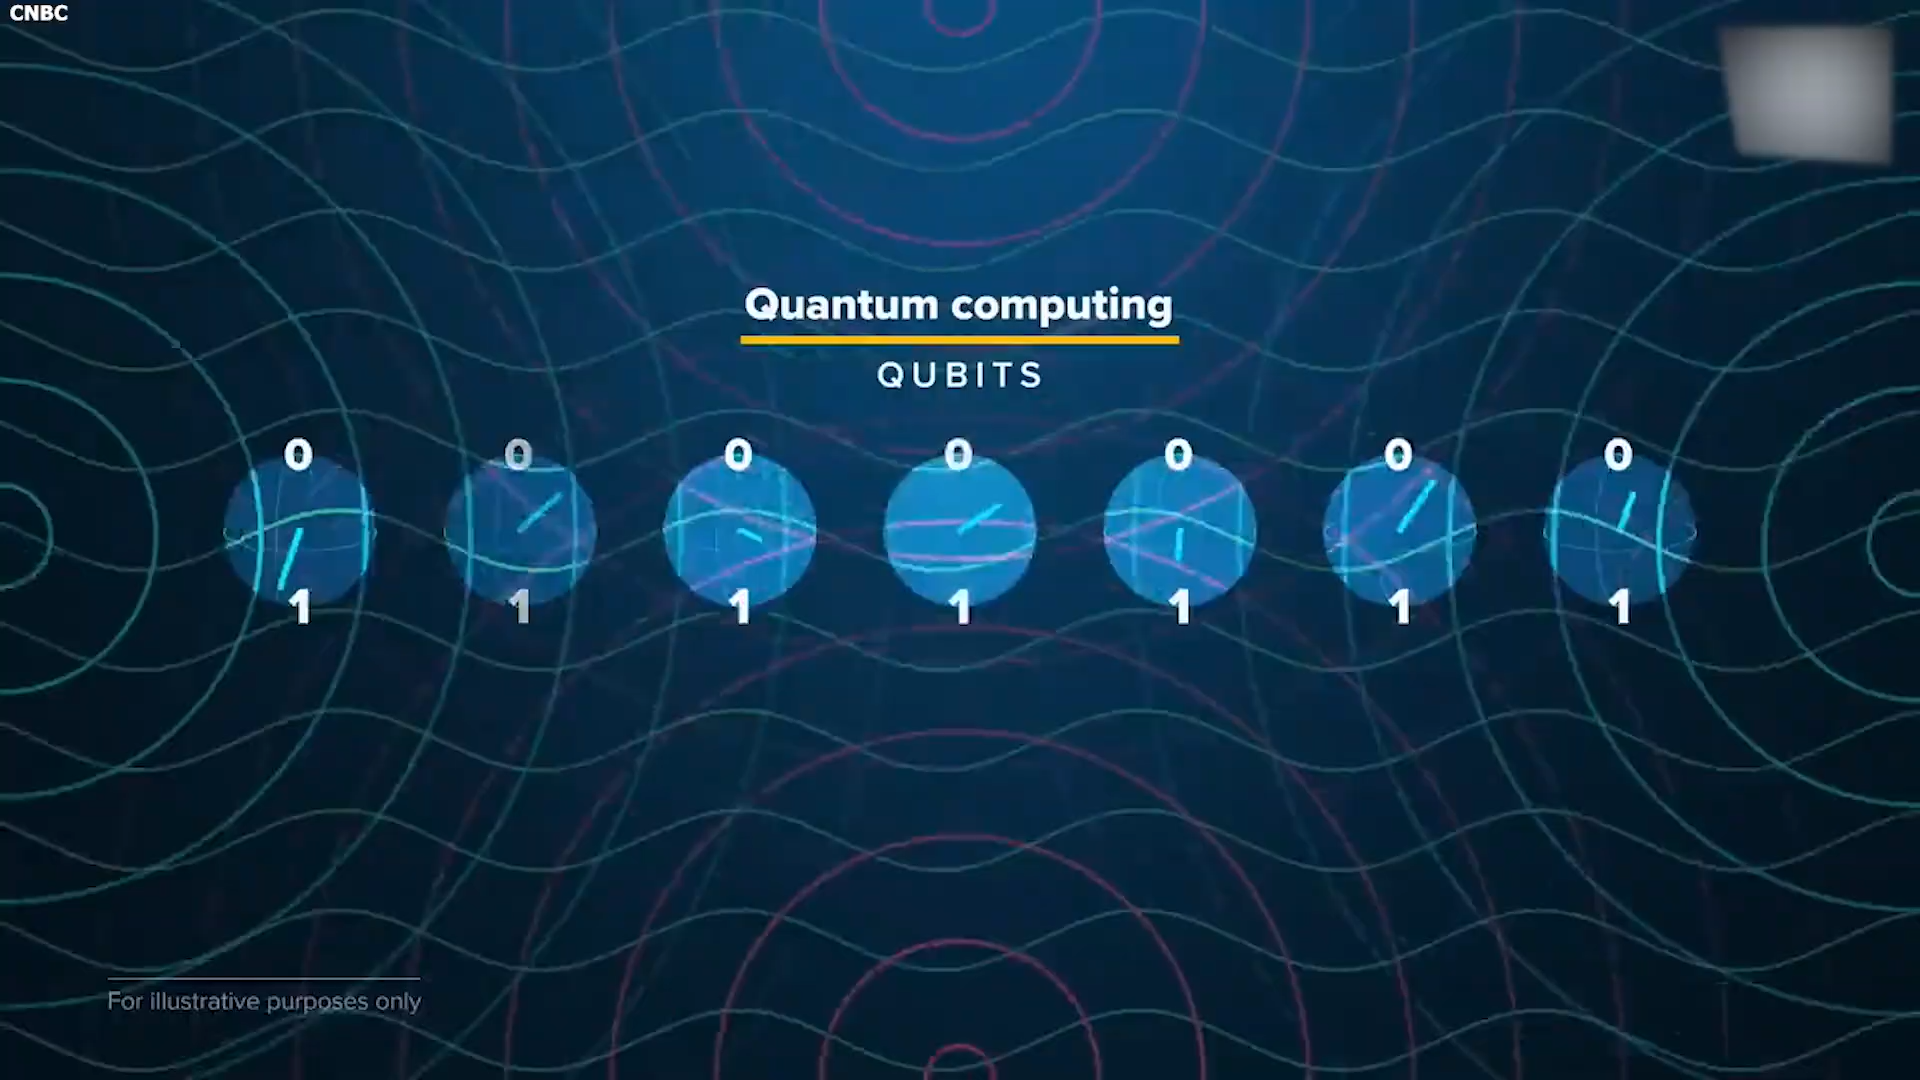 CNBC
Quantum computing
QUBITS
0 0 0 0 0 0 0
1 1 1 1 1 1 1
For illustrative purposes only